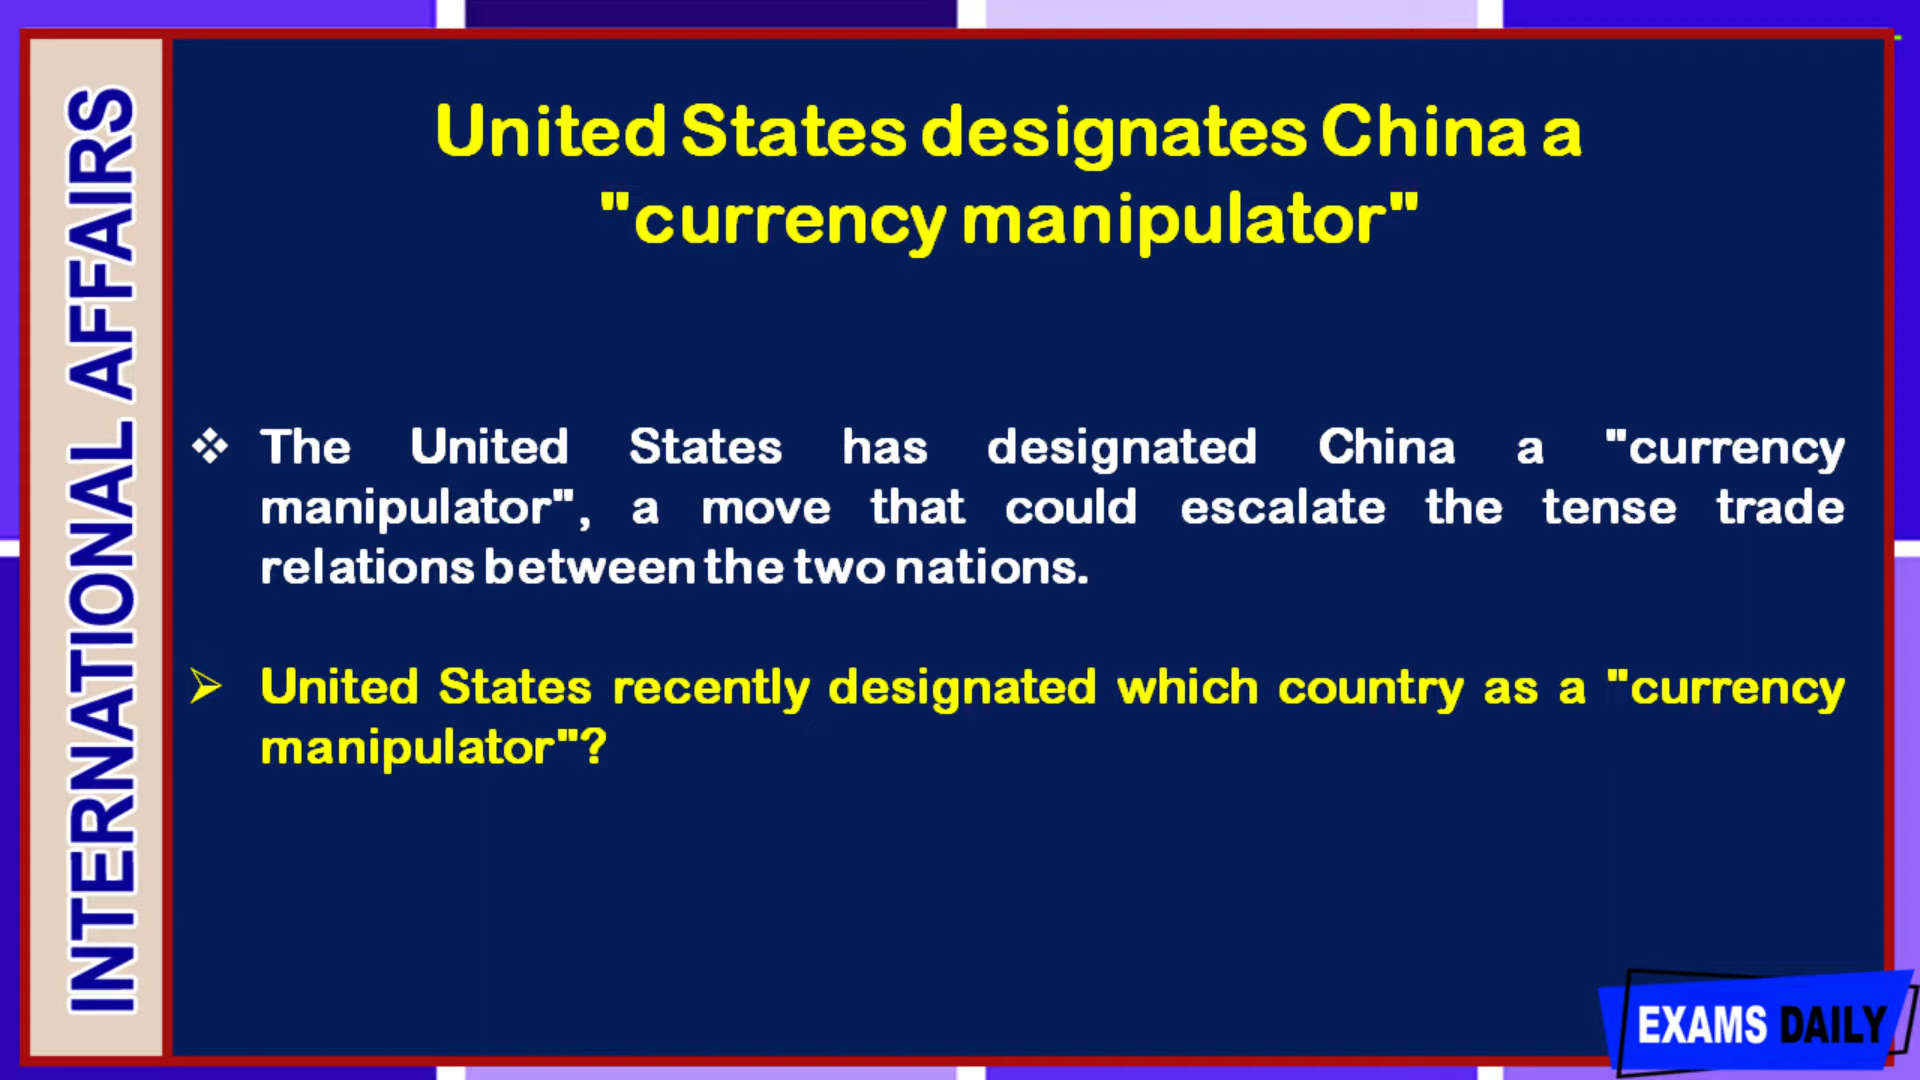 INTERNATIONAL AFFAIRS
United States designates China a
"currency manipulator"
❖ The United States has designated China a "currency
manipulator", a move that could escalate the tense trade
relations between the two nations.
➢ United States recently designated which country as a "currency
manipulator"?
EXAMS DAILY